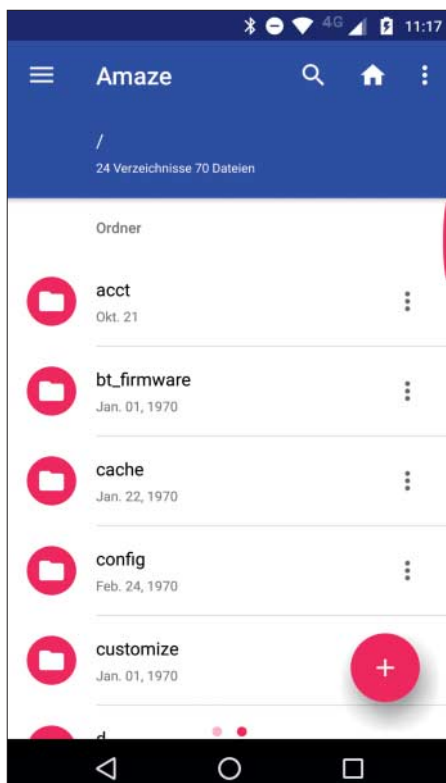 4G 11:17
Amaze
/
24 Verzeichnisse 70 Dateien
Ordner
acct
Okt. 21
bt_firmware
Jan. 01, 1970
cache
Jan. 22, 1970
config
Feb. 24, 1970
customize
Jan. 01, 1970
d